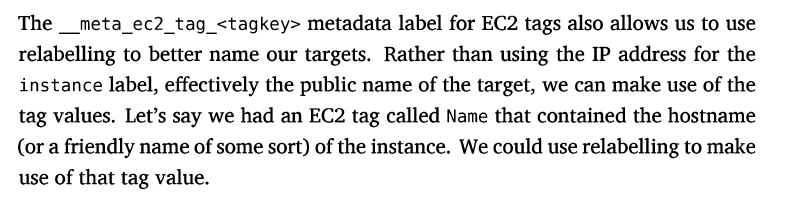 The __meta_ec2_tag_<tagkey> metadata label for EC2 tags also allows us to use
relabelling to better name our targets. Rather than using the IP address for the
instance label, effectively the public name of the target, we can make use of the
tag values. Let’s say we had an EC2 tag called Name that contained the hostname
(or a friendly name of some sort) of the instance. We could use relabelling to make
use of that tag value.